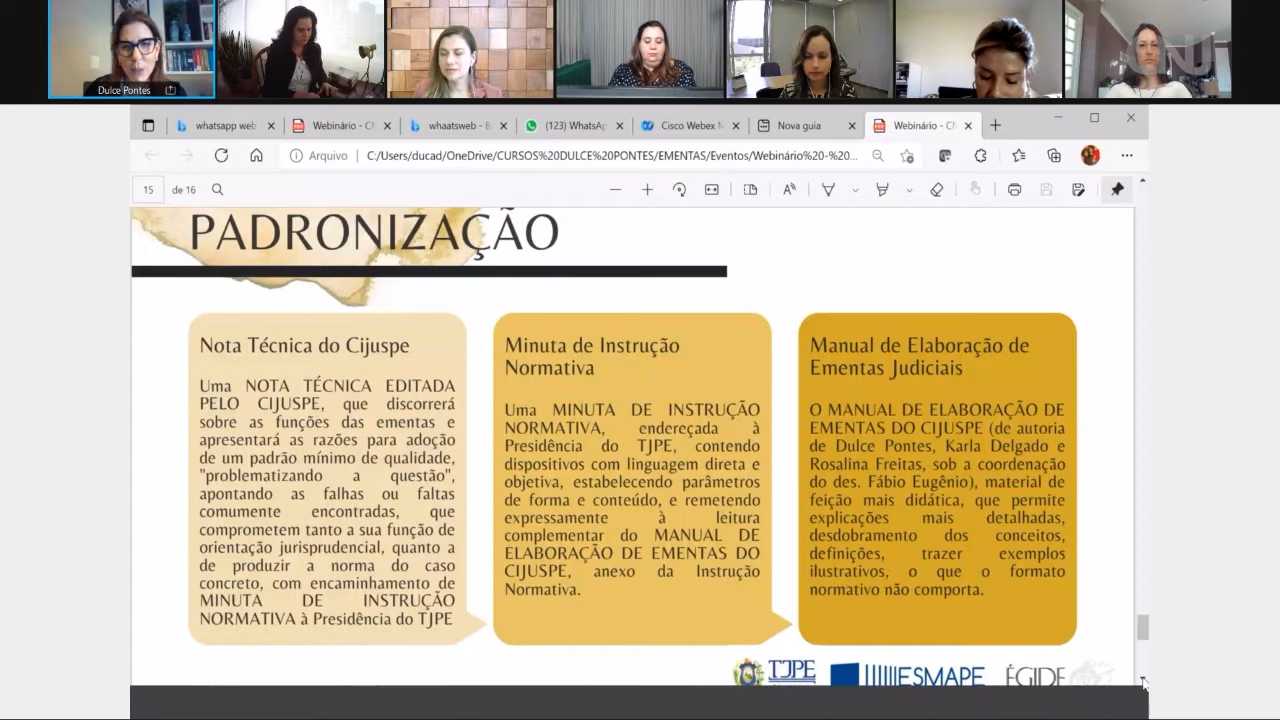 Dulce Pontes
CNJ
whatsapp web
Webinário - CN
whaatsweb - B
(123) WhatsAp
Cisco Webex M
Nova guia
Webinário - CN
Arquivo
C:/Users/ducad/OneDrive/CURSOS%20DULCE%20PONTES/EMENTAS/Eventos/Webinário%20-%20...
15 de 16
PADRONIZAÇÃO
Nota Técnica do Cijuspe
Uma NOTA TÉCNICA EDITADA
PELO CIJUSPE, que discorrerá
sobre as funções das ementas e
apresentará as razões para adoção
de um padrão mínimo de qualidade,
"problematizando a questão",
apontando as falhas ou faltas
comumente encontradas, que
comprometem tanto a sua função de
orientação jurisprudencial, quanto a
de produzir a norma do caso
concreto, com encaminhamento de
MINUTA DE INSTRUÇÃO
NORMATIVA à Presidência do TJPE
Minuta de Instrução
Normativa
Uma MINUTA DE INSTRUÇÃO
NORMATIVA, endereçada à
Presidência do TJPE, contendo
dispositivos com linguagem direta e
objetiva, estabelecendo parâmetros
de forma e conteúdo, e remetendo
expressamente à leitura
complementar do MANUAL DE
ELABORAÇÃO DE EMENTAS DO
CIJUSPE, anexo da Instrução
Normativa.
Manual de Elaboração de
Ementas Judiciais
O MANUAL DE ELABORAÇÃO DE
EMENTAS DO CIJUSPE (de autoria
de Dulce Pontes, Karla Delgado e
Rosalina Freitas, sob a coordenação
do des. Fábio Eugênio), material de
feição mais didática, que permite
explicações mais detalhadas,
desdobramento dos conceitos,
definições, trazer exemplos
ilustrativos, o que o formato
normativo não comporta.
TJPE
ESMAPE
ÉGIDE